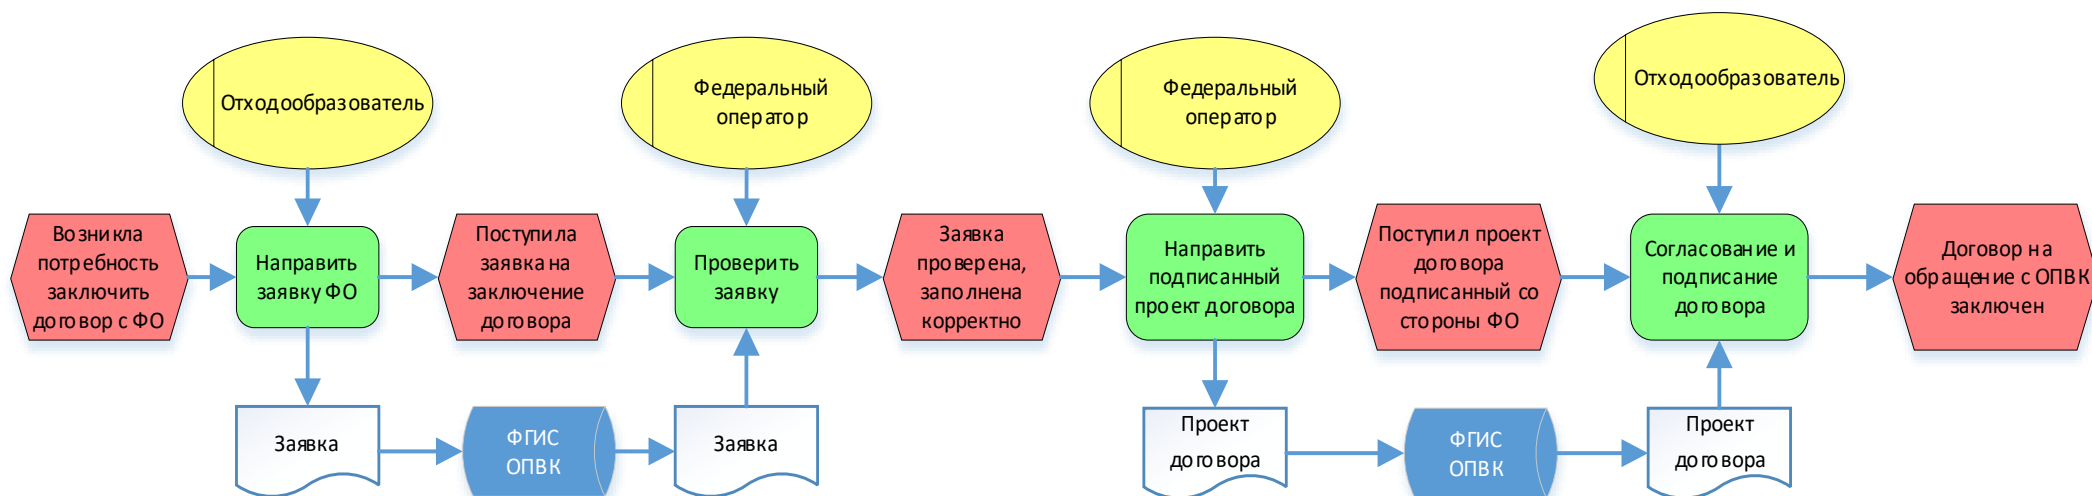 Отходообразователь
Федеральный
оператор
Федеральный
оператор
Отходообразователь
Возникла
потребность
заключить
договор с ФО
Направить
заявку ФО
Поступила
заявка на
заключение
договора
Проверить
заявку
Заявка
проверена,
заполнена
корректно
Направить
подписанный
проект договора
Поступил проект
договора
подписанный со
стороны ФО
Согласование и
подписание
договора
Договор на
обращение с ОПВК
заключен
Заявка
ФГИС
ОПВК
Заявка
Проект
договора
ФГИС
ОПВК
Проект
договора